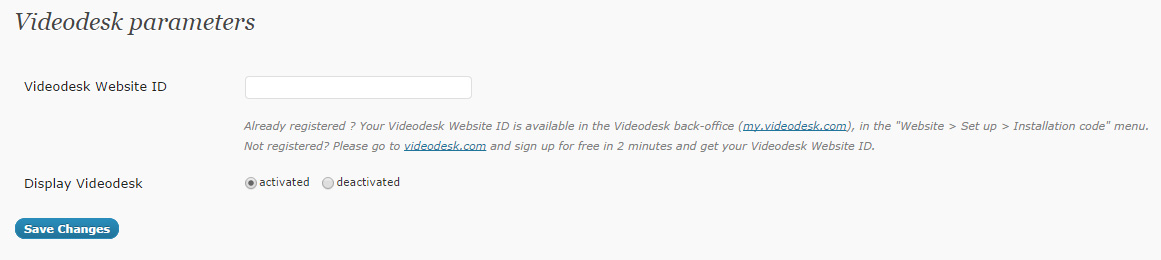 Videodesk parameters
Videodesk Website ID
Already registered ? Your Videodesk Website ID is available in the Videodesk back-office (my.videodesk.com), in the "Website > Set up > Installation code" menu.
Not registered? Please go to videodesk.com and sign up for free in 2 minutes and get your Videodesk Website ID.
Display Videodesk activated deactivated
Save Changes